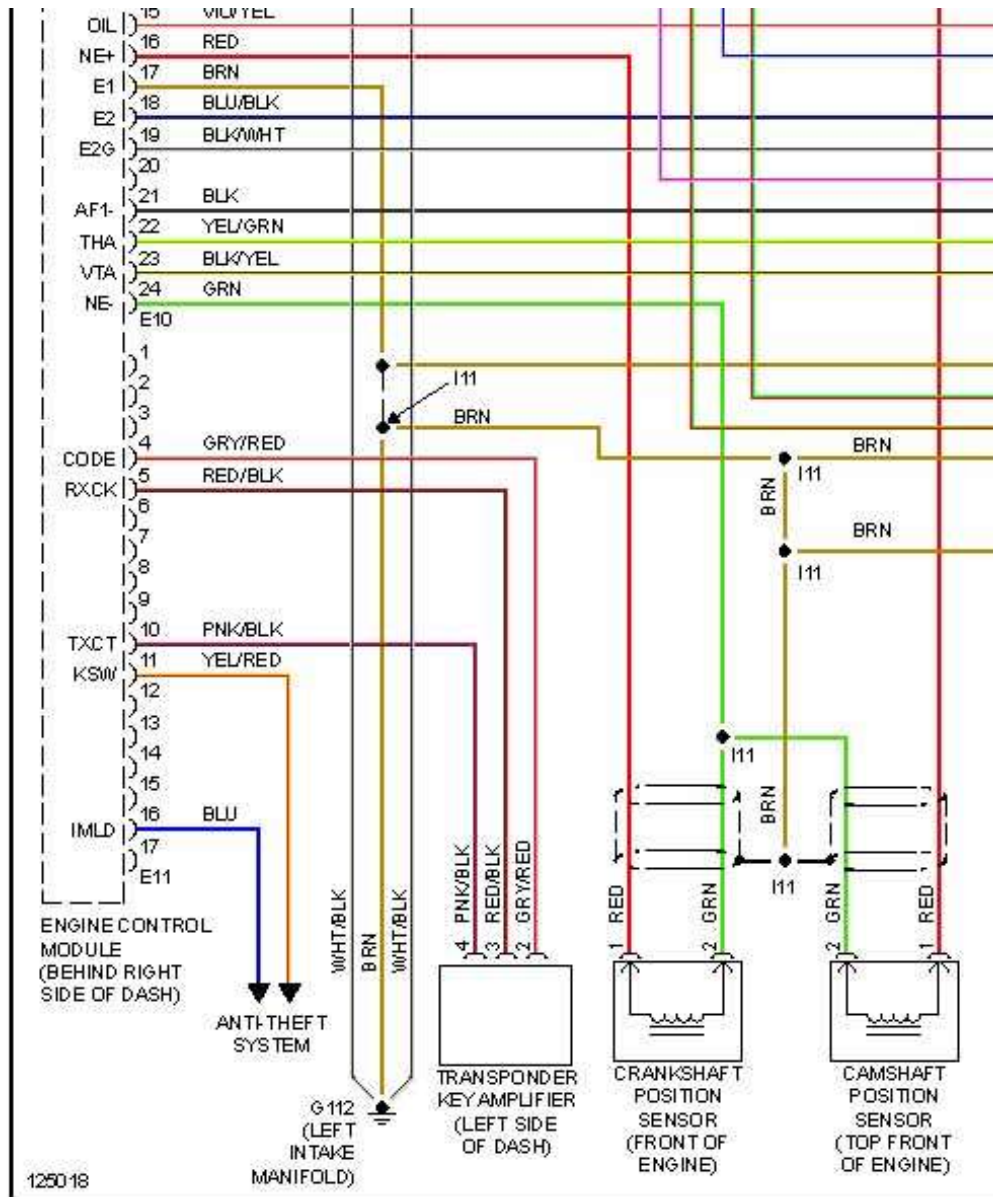 15 VIO/YEL
OIL
16 RED
NE+
17 BRN
E1
18 BLU/BLK
E2
19 BLK/WHT
E2G
20
21 BLK
AF1-
22 YEL/GRN
THA
23 BLK/YEL
VTA
24 GRN
NE-
E10
1
2
3
I11
BRN
4 GRY/RED
CODE
5 RED/BLK
RXCK
6
7
8
9
10 PNK/BLK
TXCT
11 YEL/RED
KSW
12
13
14
15
16 BLU
IMLD
17
E11
BRN
I11
BRN
BRN
I11
I11
BRN
I11
ENGINE CONTROL
MODULE
(BEHIND RIGHT
SIDE OF DASH)
ANTI-THEFT
SYSTEM
WHT/BLK
BRN
WHT/BLK
G112
(LEFT
INTAKE
MANIFOLD)
4 PNK/BLK
3 RED/BLK
2 GRY/RED
TRANSPONDER
KEY AMPLIFIER
(LEFT SIDE
OF DASH)
1 RED
2 GRN
CRANKSHAFT
POSITION
SENSOR
(FRONT OF
ENGINE)
2 GRN
1 RED
CAMSHAFT
POSITION
SENSOR
(TOP FRONT
OF ENGINE)
125018